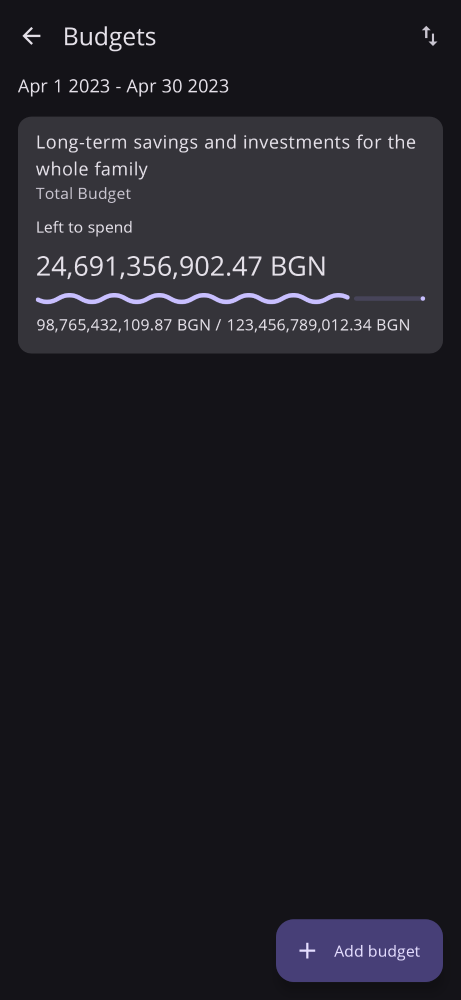 Budgets
Apr 1 2023 - Apr 30 2023
Long-term savings and investments for the
whole family
Total Budget
Left to spend
24,691,356,902.47 BGN
98,765,432,109.87 BGN / 123,456,789,012.34 BGN
Add budget